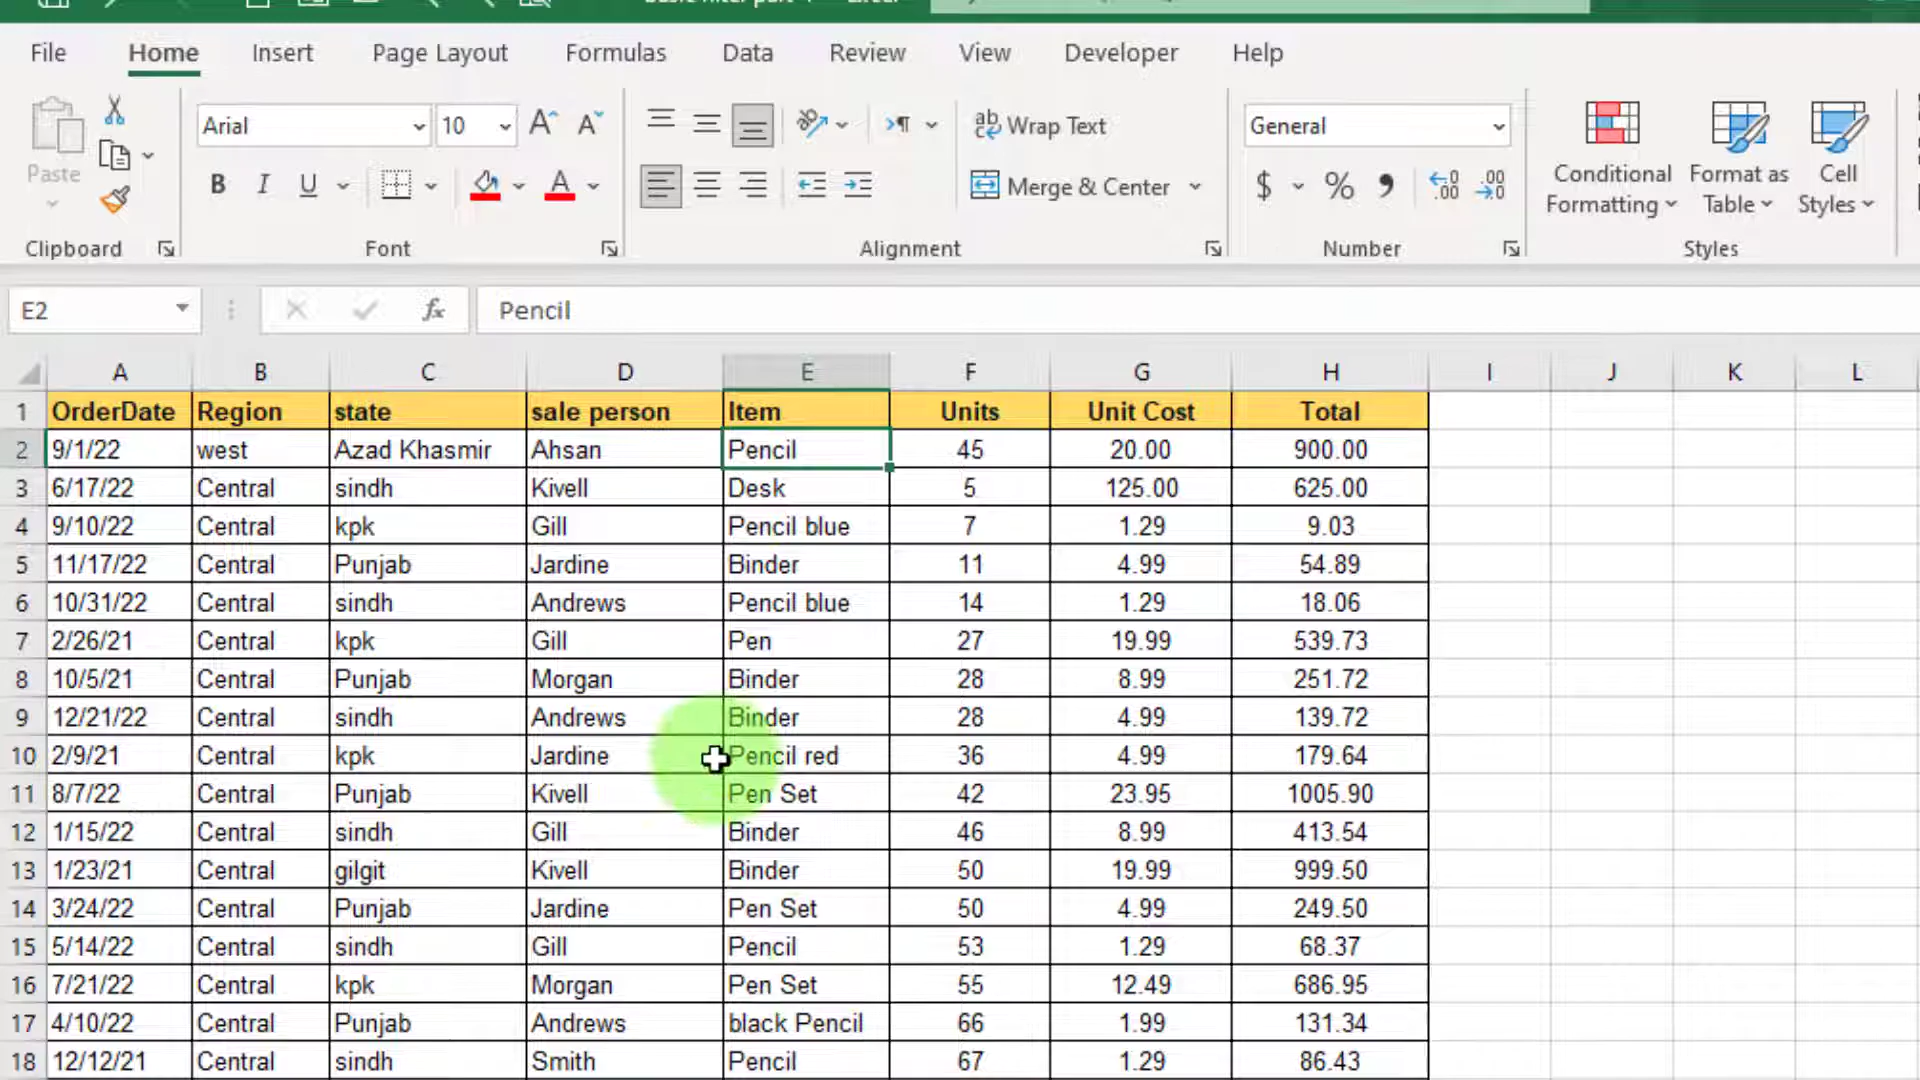 File Home Insert Page Layout Formulas Data Review View Developer Help
Arial 10 Wrap Text General
Paste B I U Merge & Center $ % Conditional Formatting Format as Table Cell Styles
Clipboard Font Alignment Number Styles
E2 fx Pencil
A B C D E F G H I J K L
1 OrderDate Region state sale person Item Units Unit Cost Total
2 9/1/22 west Azad Khasmir Ahsan Pencil 45 20.00 900.00
3 6/17/22 Central sindh Kivell Desk 5 125.00 625.00
4 9/10/22 Central kpk Gill Pencil blue 7 1.29 9.03
5 11/17/22 Central Punjab Jardine Binder 11 4.99 54.89
6 10/31/22 Central sindh Andrews Pencil blue 14 1.29 18.06
7 2/26/21 Central kpk Gill Pen 27 19.99 539.73
8 10/5/21 Central Punjab Morgan Binder 28 8.99 251.72
9 12/21/22 Central sindh Andrews Binder 28 4.99 139.72
10 2/9/21 Central kpk Jardine Pencil red 36 4.99 179.64
11 8/7/22 Central Punjab Kivell Pen Set 42 23.95 1005.90
12 1/15/22 Central sindh Gill Binder 46 8.99 413.54
13 1/23/21 Central gilgit Kivell Binder 50 19.99 999.50
14 3/24/22 Central Punjab Jardine Pen Set 50 4.99 249.50
15 5/14/22 Central sindh Gill Pencil 53 1.29 68.37
16 7/21/22 Central kpk Morgan Pen Set 55 12.49 686.95
17 4/10/22 Central Punjab Andrews black Pencil 66 1.99 131.34
18 12/12/21 Central sindh Smith Pencil 67 1.29 86.43